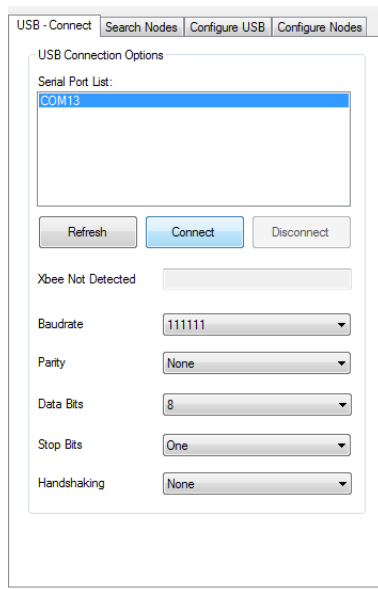 USB - Connect Search Nodes Configure USB Configure Nodes
USB Connection Options
Serial Port List:
COM13
Refresh Connect Disconnect
Xbee Not Detected
Baudrate 111111
Parity None
Data Bits 8
Stop Bits One
Handshaking None